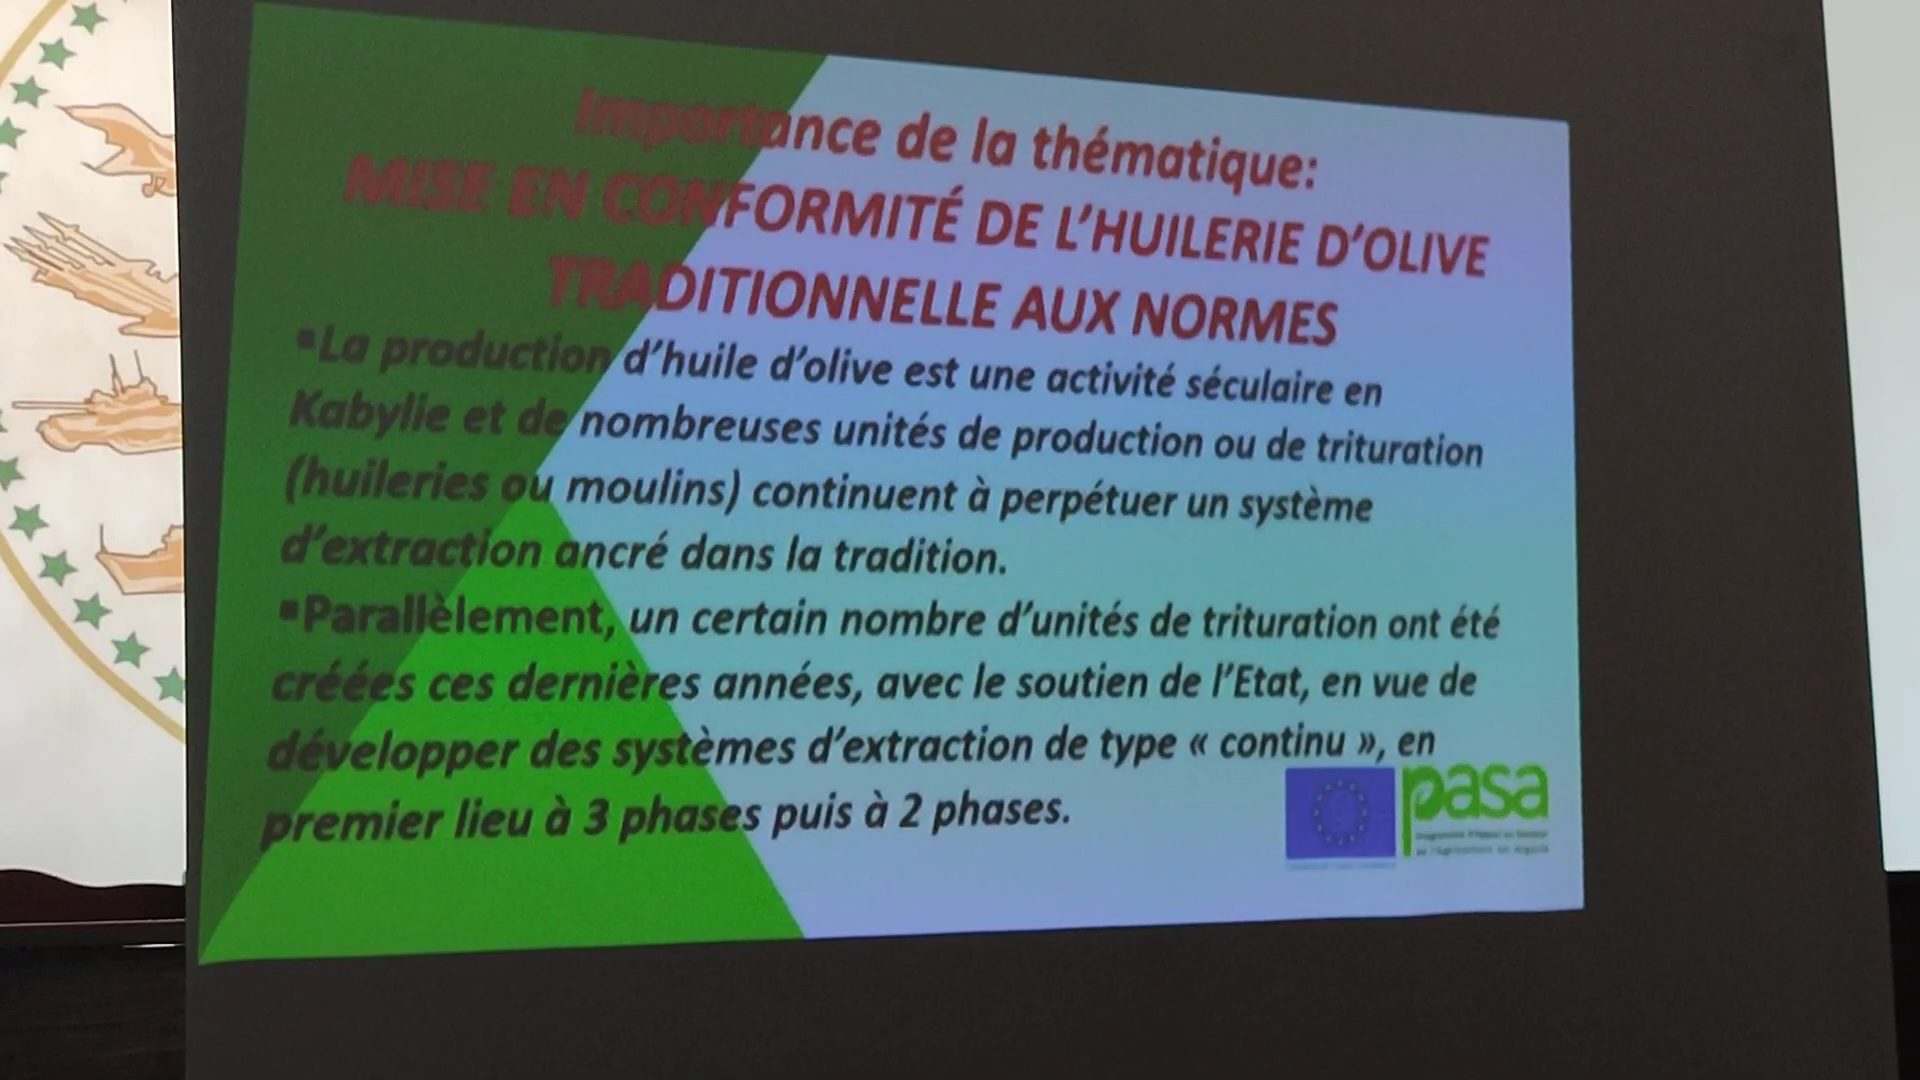 Importance de la thématique:
MISE EN CONFORMITÉ DE L'HUILERIE D'OLIVE
TRADITIONNELLE AUX NORMES
▪La production d'huile d'olive est une activité séculaire en
Kabylie et de nombreuses unités de production ou de trituration
(huileries ou moulins) continuent à perpétuer un système
d'extraction ancré dans la tradition.
▪Parallèlement, un certain nombre d'unités de trituration ont été
créées ces dernières années, avec le soutien de l'Etat, en vue de
développer des systèmes d'extraction de type « continu », en
premier lieu à 3 phases puis à 2 phases.
pasa